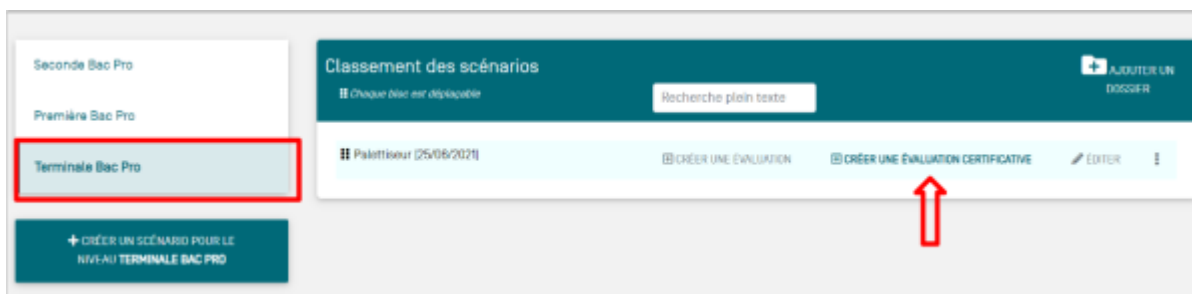 Seconde Bac Pro
Première Bac Pro
Terminale Bac Pro
+ CRÉER UN SCÉNARIO POUR LE
NIVEAU TERMINALE BAC PRO
Classement des scénarios
Chaque bloc est déplaçable
Recherche plein texte
AJOUTER UN
DOSSIER
Palettiseur (25/06/2021)
CRÉER UNE ÉVALUATION
CRÉER UNE ÉVALUATION CERTIFICATIVE
ÉDITER